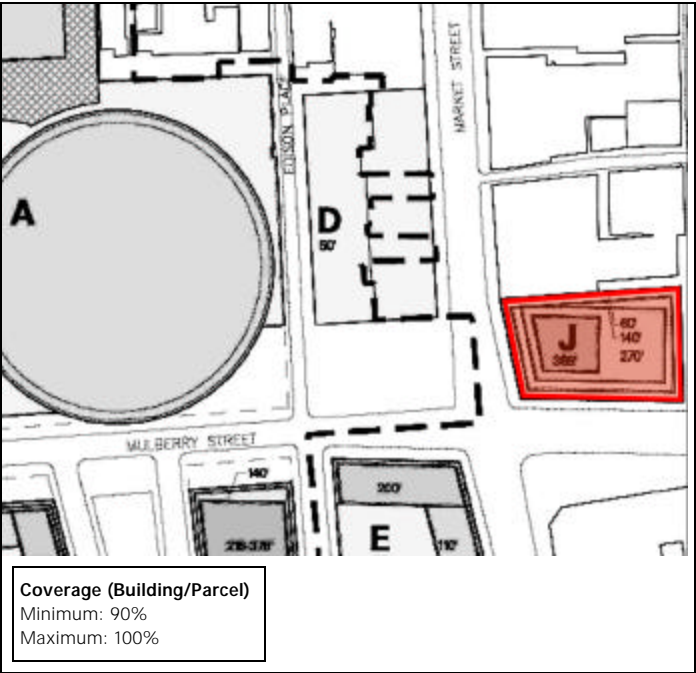 EDISON PLACE
MARKET STREET
A
D
50'
60'
140'
J
270'
MULBERRY STREET
140'
200'
E
110'
Coverage (Building/Parcel)
Minimum: 90%
Maximum: 100%